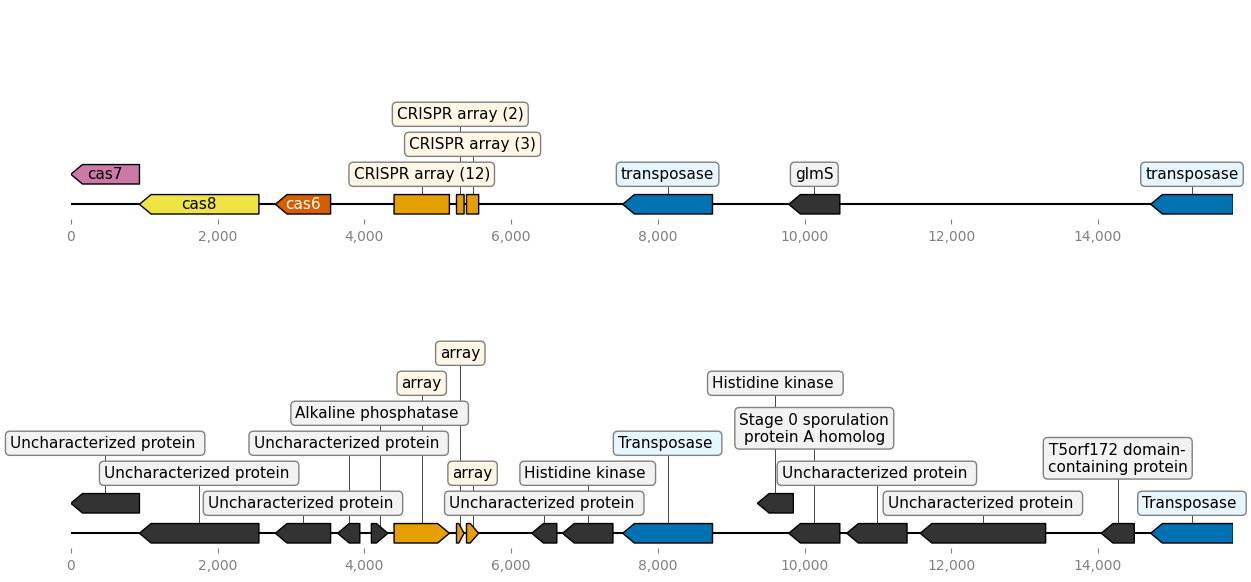 CRISPR array (2)
CRISPR array (3)
cas7
CRISPR array (12)
transposase
glmS
transposase
cas8
cas6
0
2,000
4,000
6,000
8,000
10,000
12,000
14,000
array
array
Histidine kinase
Alkaline phosphatase
Stage 0 sporulation
protein A homolog
Uncharacterized protein
Uncharacterized protein
Transposase
T5orf172 domain-
containing protein
Uncharacterized protein
array
Histidine kinase
Uncharacterized protein
Uncharacterized protein
Uncharacterized protein
Uncharacterized protein
Transposase
0
2,000
4,000
6,000
8,000
10,000
12,000
14,000